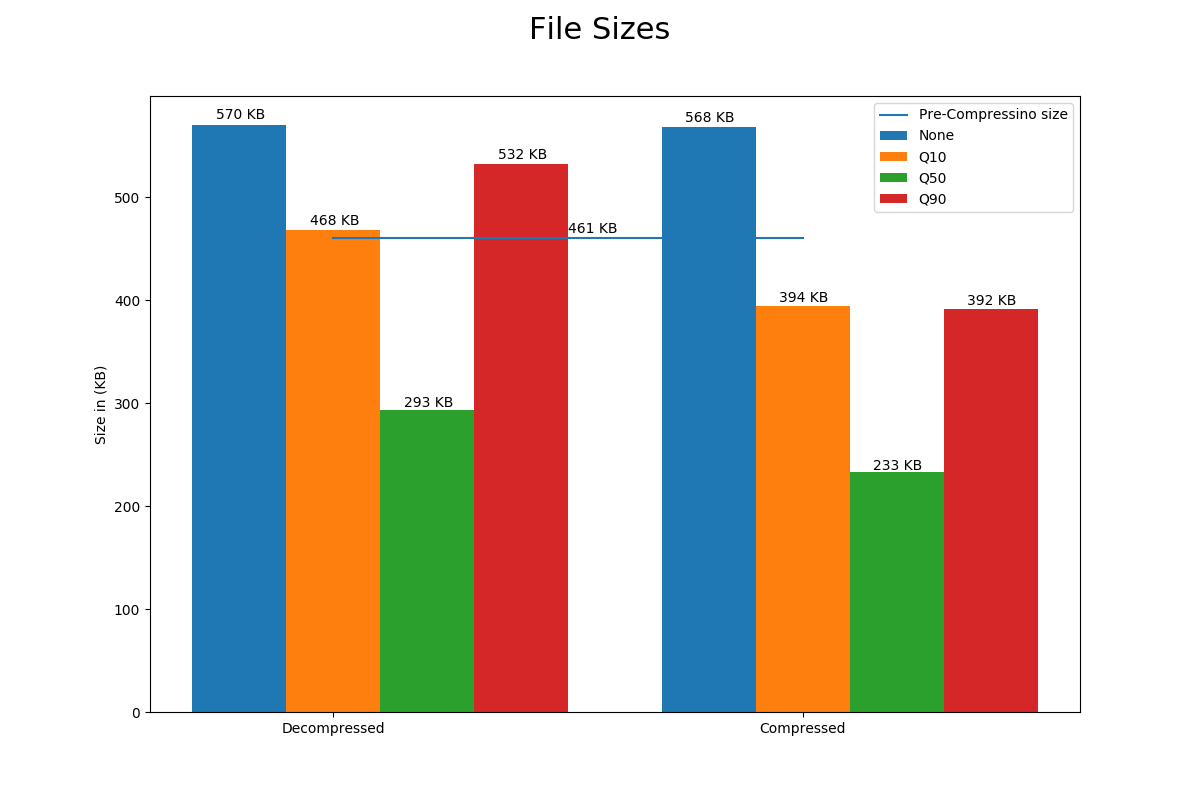 File Sizes
570 KB
568 KB
Pre-Compressino size
None
Q10
Q50
Q90
532 KB
468 KB
461 KB
394 KB
392 KB
293 KB
233 KB
Size in (KB)
500
400
300
200
100
0
Decompressed
Compressed